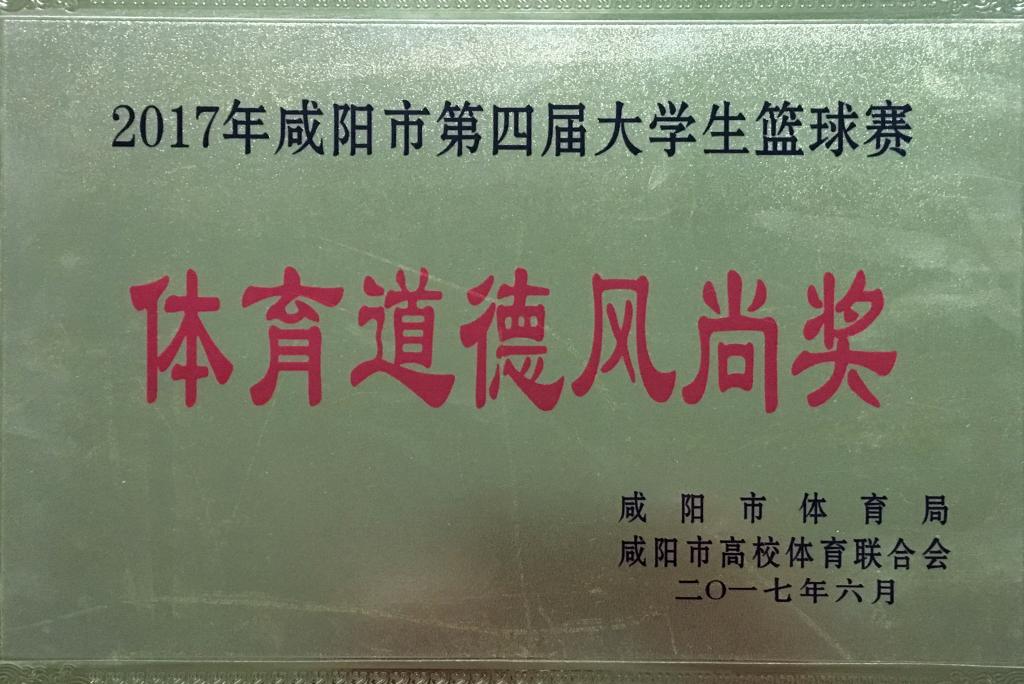 2017年咸阳市第四届大学生篮球赛
体育道德风尚奖
咸阳市体育局
咸阳市高校体育联合会
二〇一七年六月